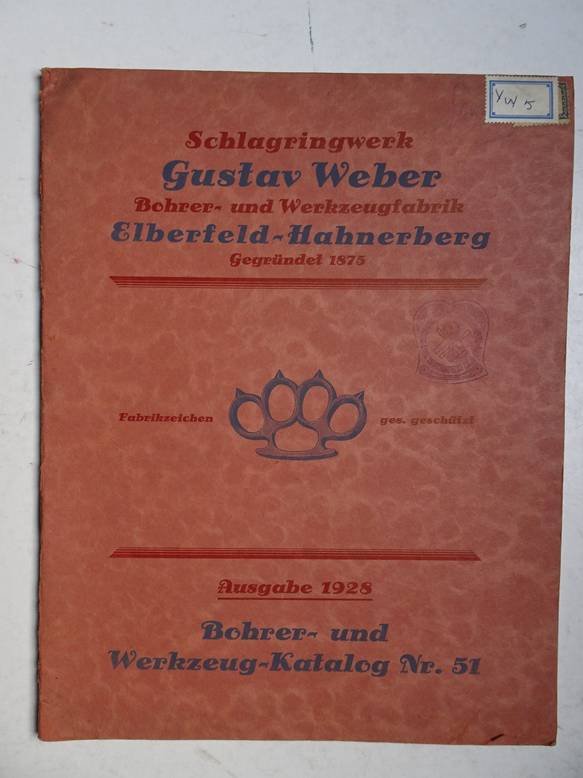 YW 5
Schlagringwerk
Gustav Weber
Bohrer- und Werkzeugfabrik
Elberfeld-Hahnerberg
Gegründet 1875
Fabrikzeichen ges. geschützt
Ausgabe 1928
Bohrer- und
Werkzeug-Katalog Nr. 51